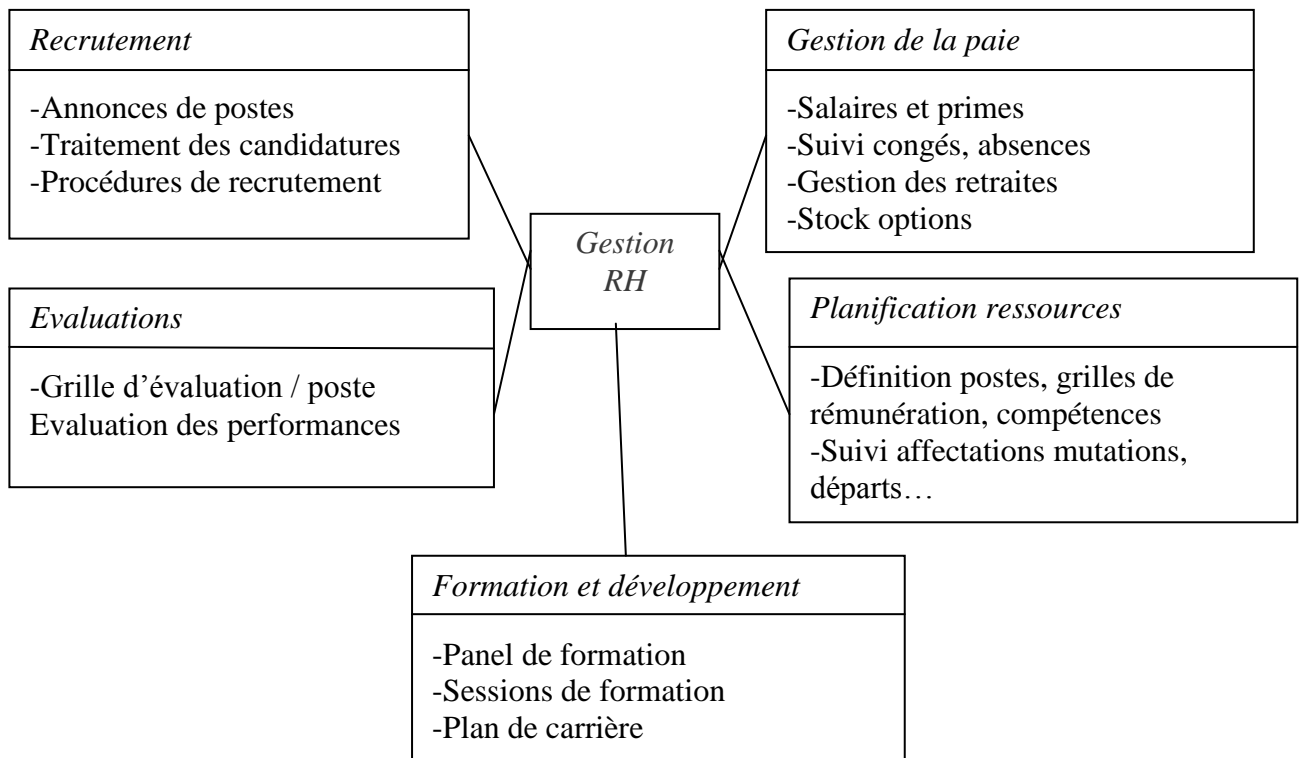 Recrutement
-Annonces de postes
-Traitement des candidatures
-Procédures de recrutement
Gestion de la paie
-Salaires et primes
-Suivi congés, absences
-Gestion des retraites
-Stock options
Gestion
RH
Evaluations
-Grille d’évaluation / poste
Evaluation des performances
Planification ressources
-Définition postes, grilles de
rémunération, compétences
-Suivi affectations mutations,
départs…
Formation et développement
-Panel de formation
-Sessions de formation
-Plan de carrière